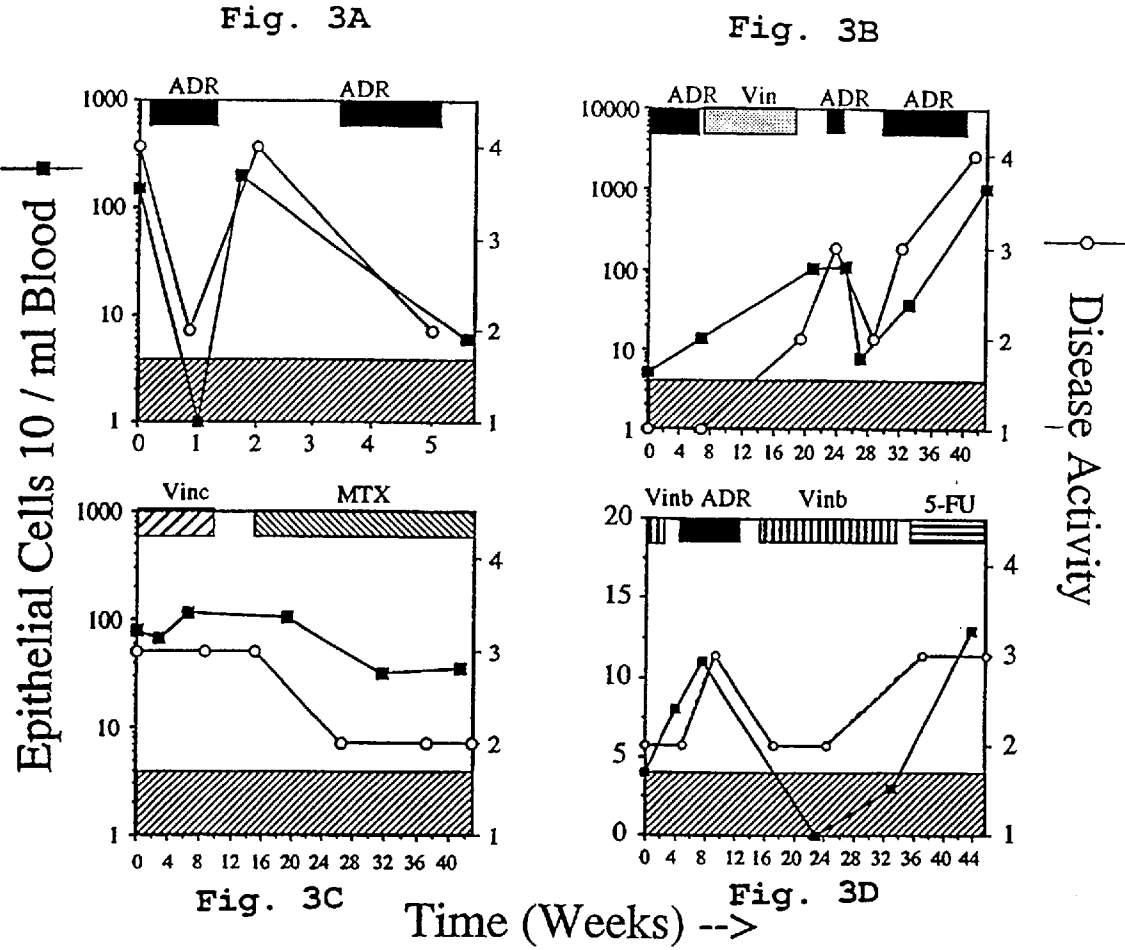 Fig. 3A
Fig. 3B
ADR ADR
1000
100
10
1
4
3
2
1
0 1 2 3 4 5
ADR Vin ADR ADR
10000
1000
100
10
1
4
3
2
1
0 4 8 12 16 20 24 28 32 36 40
Vinc MTX
1000
100
10
1
4
3
2
1
0 4 8 12 16 20 24 28 32 36 40
Vinb ADR Vinb 5-FU
20
15
10
5
0
4
3
2
1
0 4 8 12 16 20 24 28 32 36 44
Fig. 3C
Fig. 3D
Epithelial Cells 10 / ml Blood
Disease Activity
Time (Weeks) -->